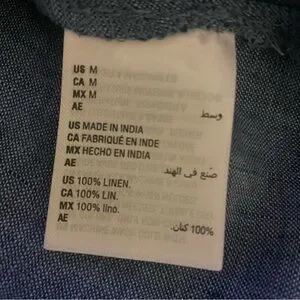 US M
CA M
MX M
AE وسط
US MADE IN INDIA
CA FABRIQUÉ EN INDE
MX HECHO EN INDIA
AE صنع في الهند
US 100% LINEN.
CA 100% LIN.
MX 100% lino.
AE 100% كتان.